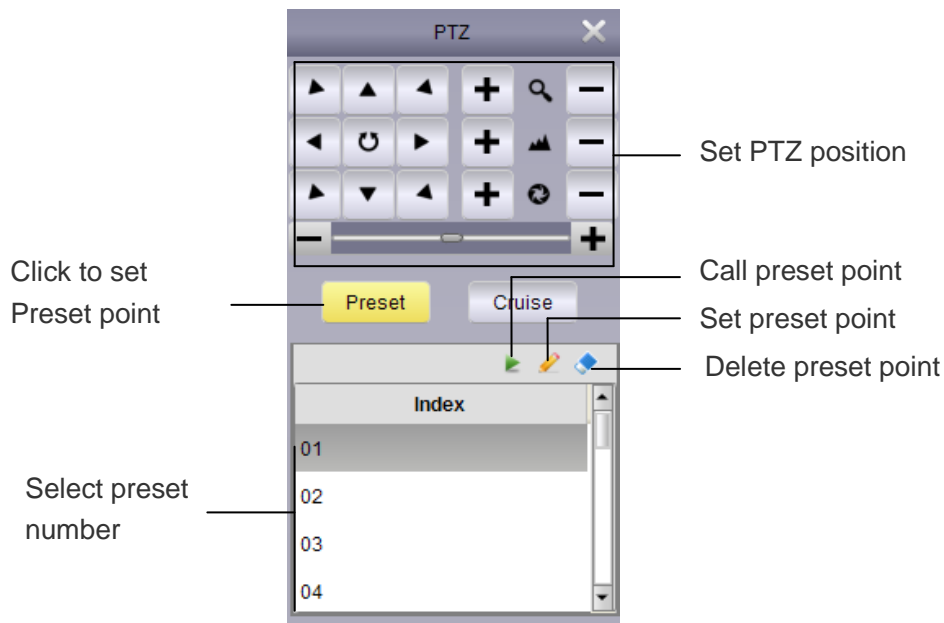 PTZ
Set PTZ position
Click to set
Preset point
Preset
Cruise
Call preset point
Set preset point
Delete preset point
Index
01
02
03
04
Select preset
number